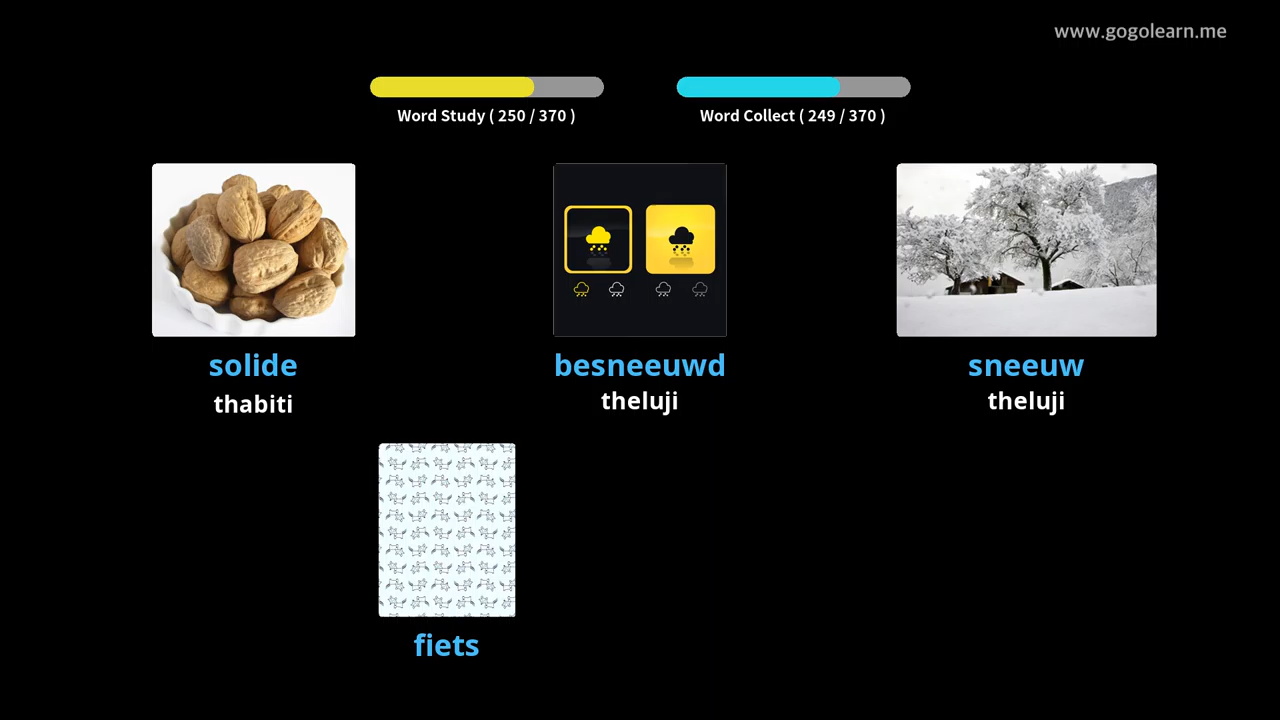 www.gogolearn.me
Word Study ( 250 / 370 )
Word Collect ( 249 / 370 )
solide
thabiti
besneeuwd
theluji
sneeuw
theluji
fiets